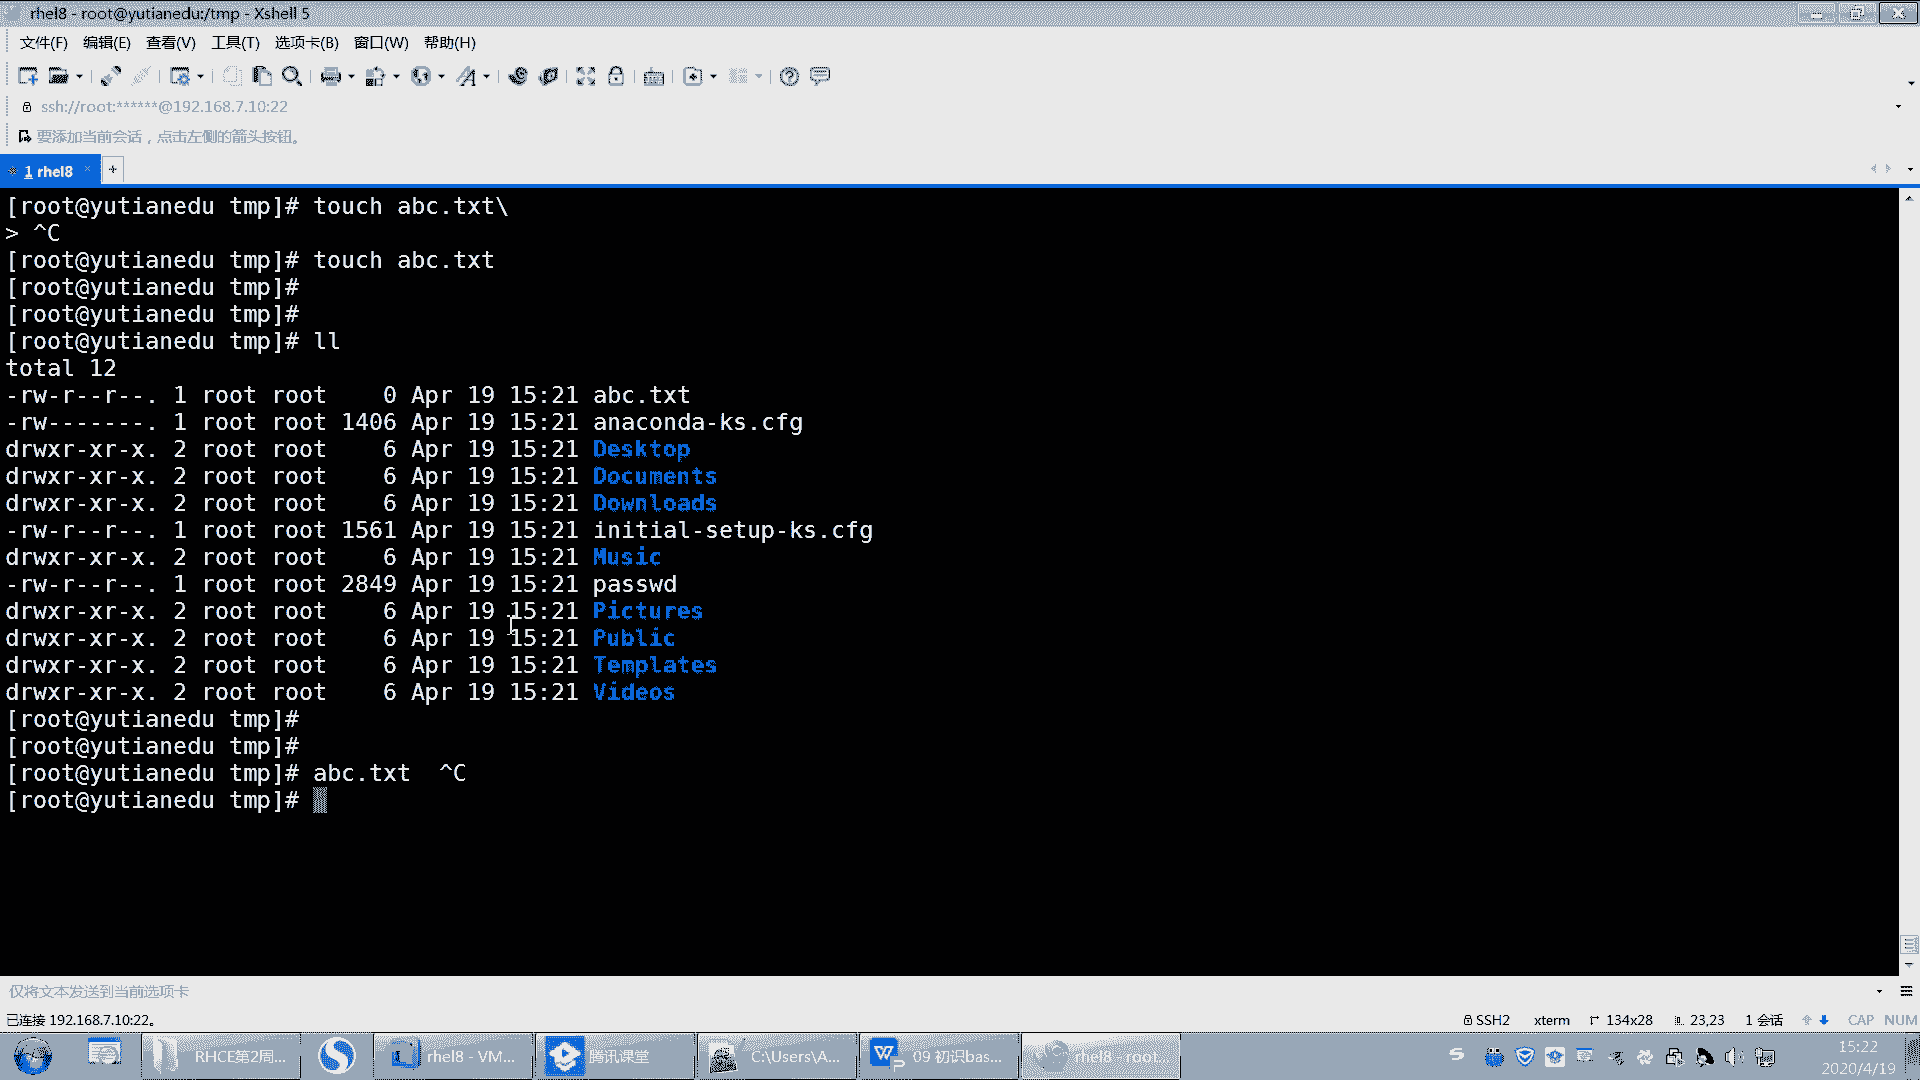 rhel8 - root@yutianedu:/tmp - Xshell 5
文件(F) 编辑(E) 查看(V) 工具(T) 选项卡(B) 窗口(W) 帮助(H)
ssh://root:******@192.168.7.10:22
要添加当前会话，点击左侧的箭头按钮。
1 rhel8
[root@yutianedu tmp]# touch abc.txt\
> ^C
[root@yutianedu tmp]# touch abc.txt
[root@yutianedu tmp]#
[root@yutianedu tmp]#
[root@yutianedu tmp]# ll
total 12
-rw-r--r--. 1 root root    0 Apr 19 15:21 abc.txt
-rw-------. 1 root root 1406 Apr 19 15:21 anaconda-ks.cfg
drwxr-xr-x. 2 root root    6 Apr 19 15:21 Desktop
drwxr-xr-x. 2 root root    6 Apr 19 15:21 Documents
drwxr-xr-x. 2 root root    6 Apr 19 15:21 Downloads
-rw-r--r--. 1 root root 1561 Apr 19 15:21 initial-setup-ks.cfg
drwxr-xr-x. 2 root root    6 Apr 19 15:21 Music
-rw-r--r--. 1 root root 2849 Apr 19 15:21 passwd
drwxr-xr-x. 2 root root    6 Apr 19 15:21 Pictures
drwxr-xr-x. 2 root root    6 Apr 19 15:21 Public
drwxr-xr-x. 2 root root    6 Apr 19 15:21 Templates
drwxr-xr-x. 2 root root    6 Apr 19 15:21 Videos
[root@yutianedu tmp]#
[root@yutianedu tmp]#
[root@yutianedu tmp]# abc.txt  ^C
[root@yutianedu tmp]#
仅将文本发送到当前选项卡
已连接 192.168.7.10:22。 SSH2 xterm 134x28 23,23 1 会话 CAP NUM
RHCE第2周... rhel8 - VM... 腾讯课堂 C:\Users\A... 09 初识bas... rhel8 - root... 15:22
2020/4/19